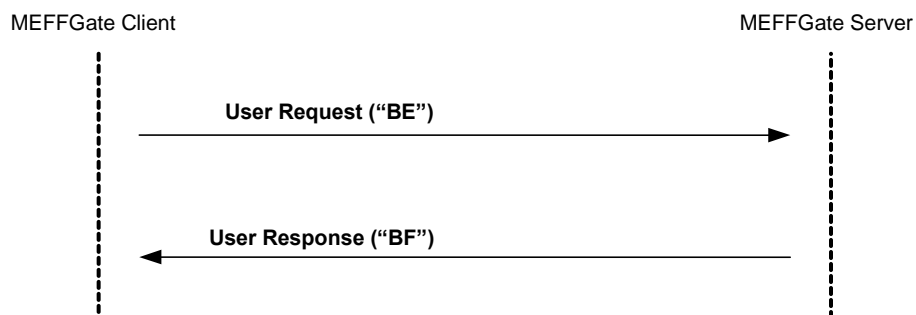 MEFFGate Client
MEFFGate Server
User Request (“BE”)
User Response (“BF”)